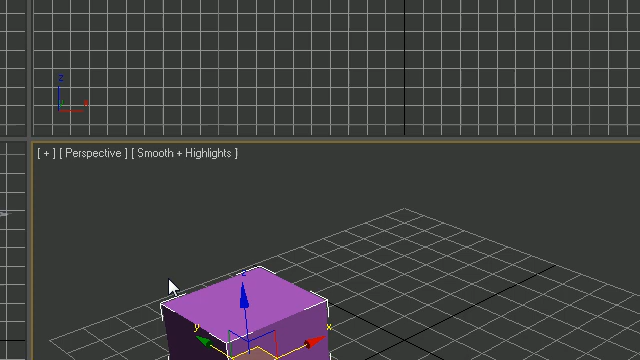 z
x
[ + ] [ Perspective ] [ Smooth + Highlights ]
z
y x